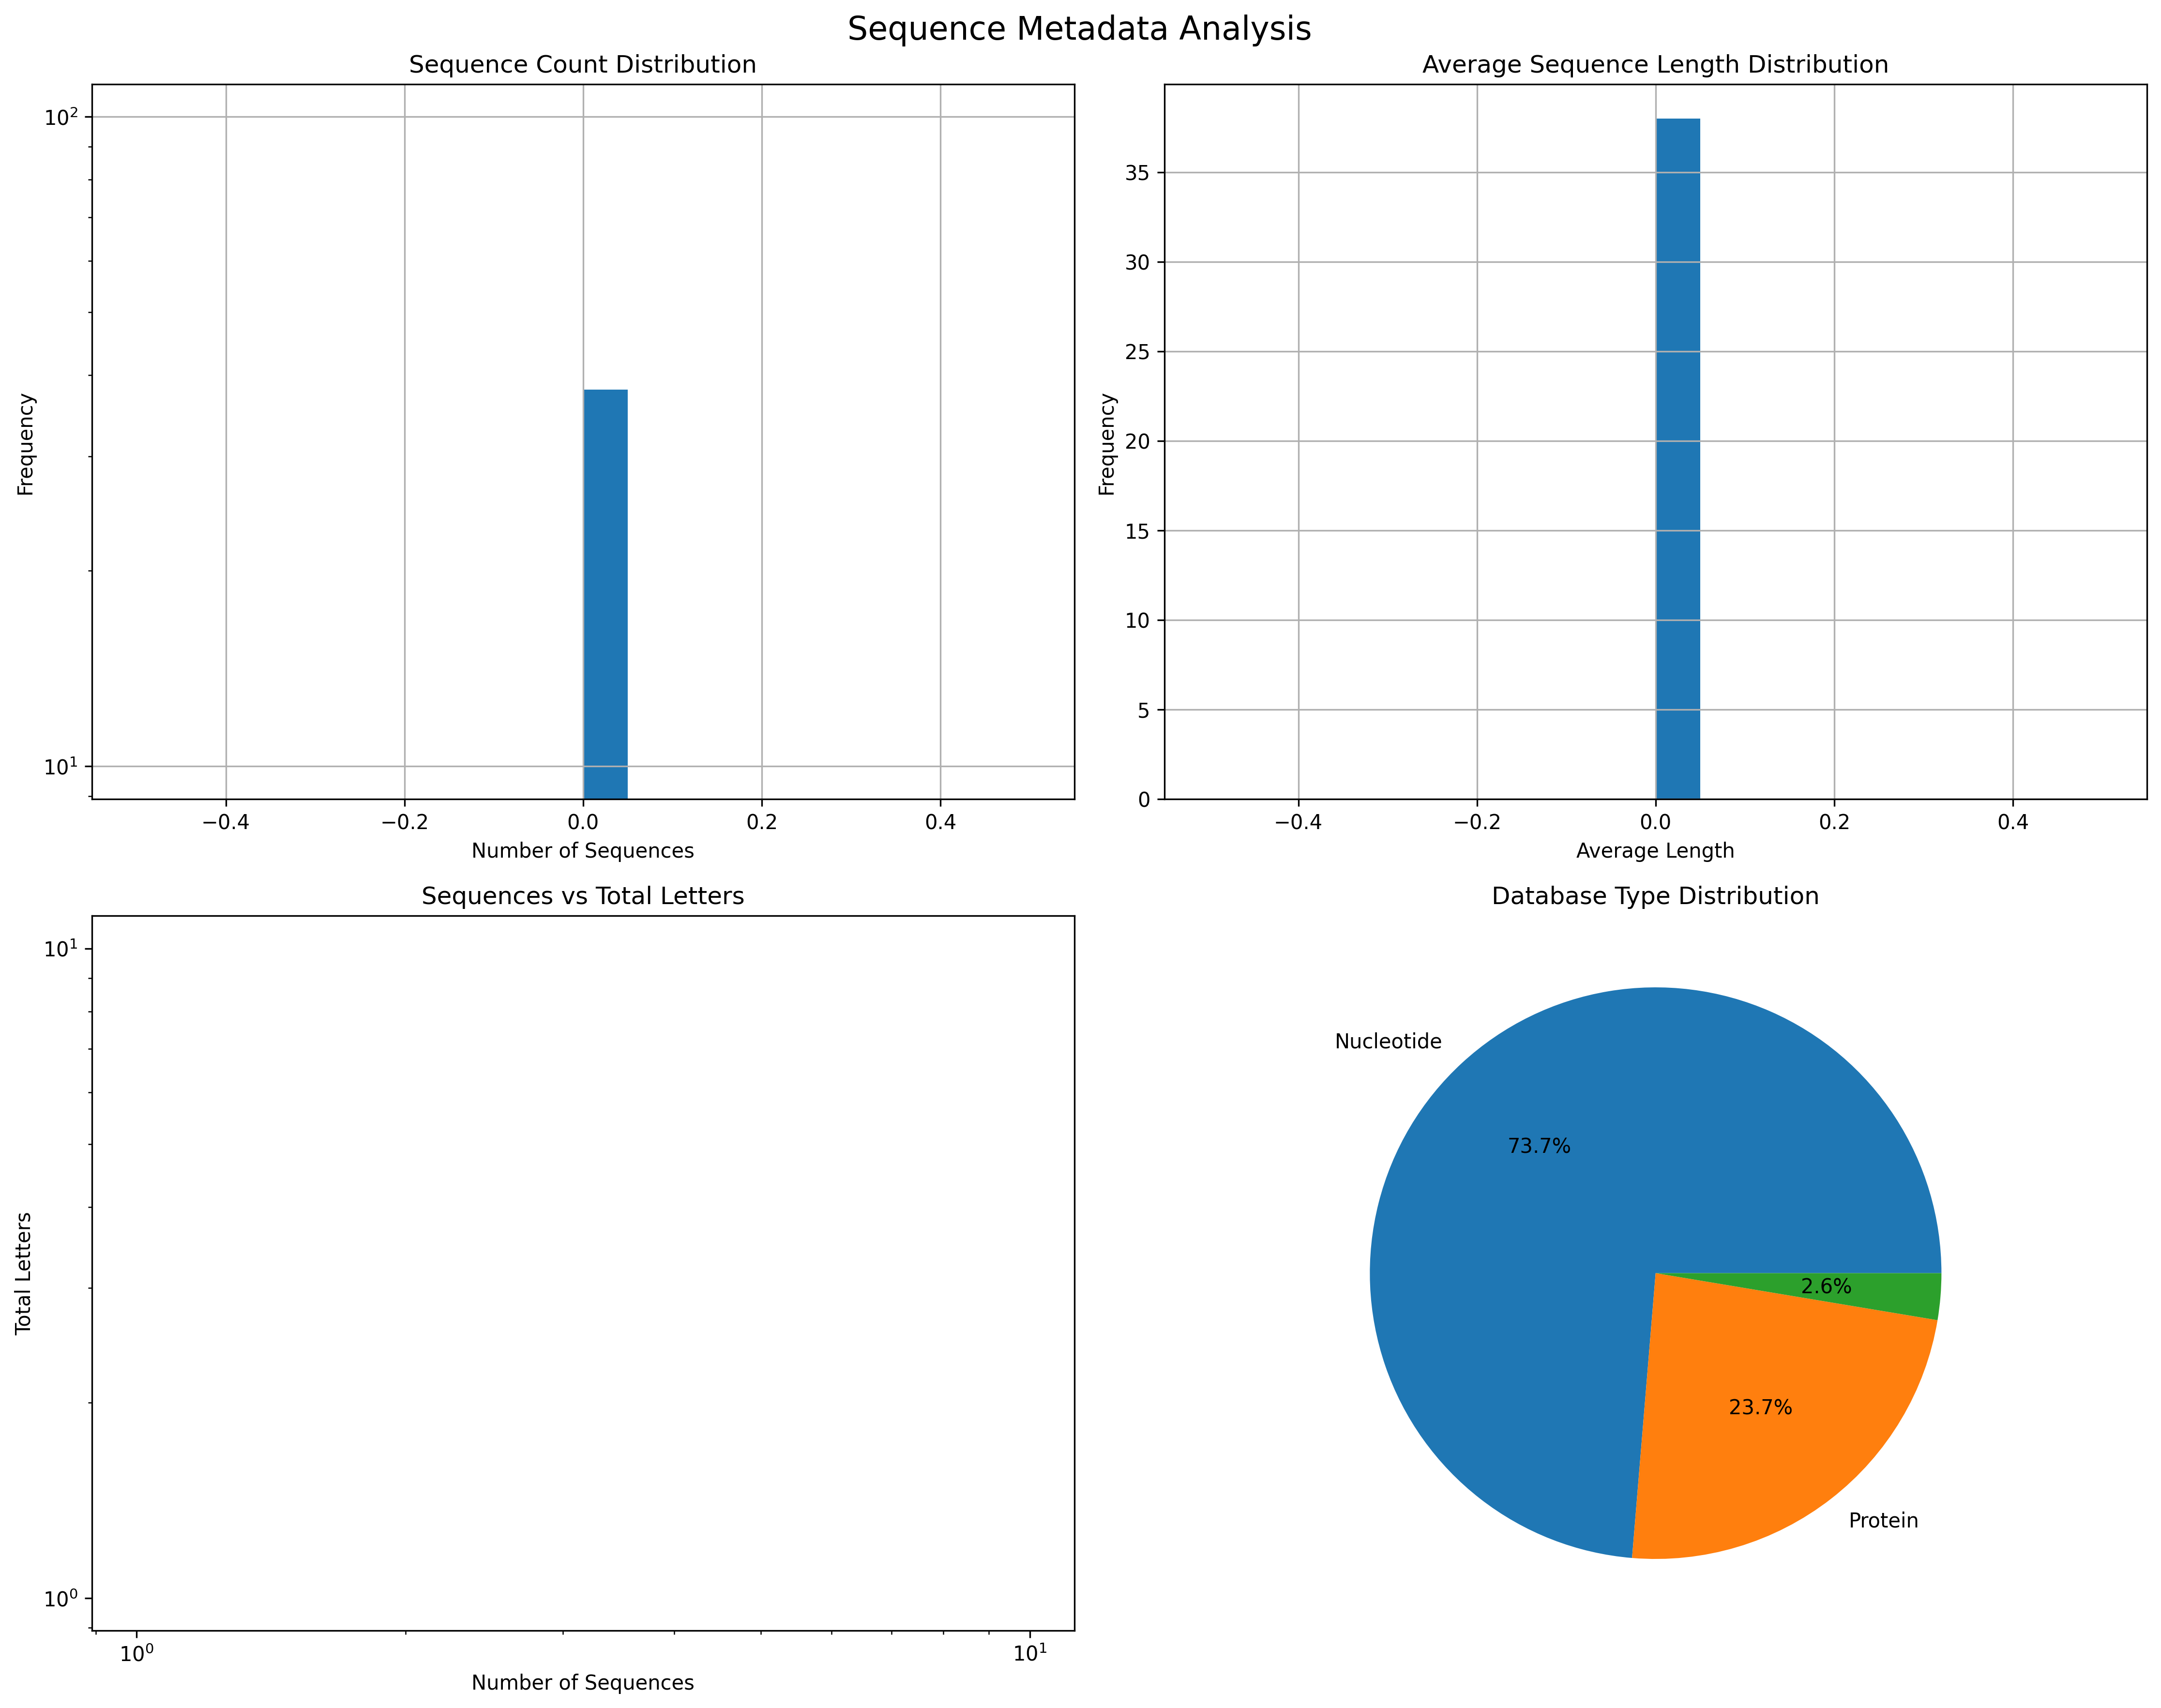 Sequence Metadata Analysis
Sequence Count Distribution
10²
10¹
Frequency
−0.4 −0.2 0.0 0.2 0.4
Number of Sequences
Average Sequence Length Distribution
35
30
25
20
15
10
5
0
Frequency
−0.4 −0.2 0.0 0.2 0.4
Average Length
Sequences vs Total Letters
10¹
10⁰
Total Letters
10⁰ 10¹
Number of Sequences
Database Type Distribution
Nucleotide
73.7%
2.6%
23.7%
Protein